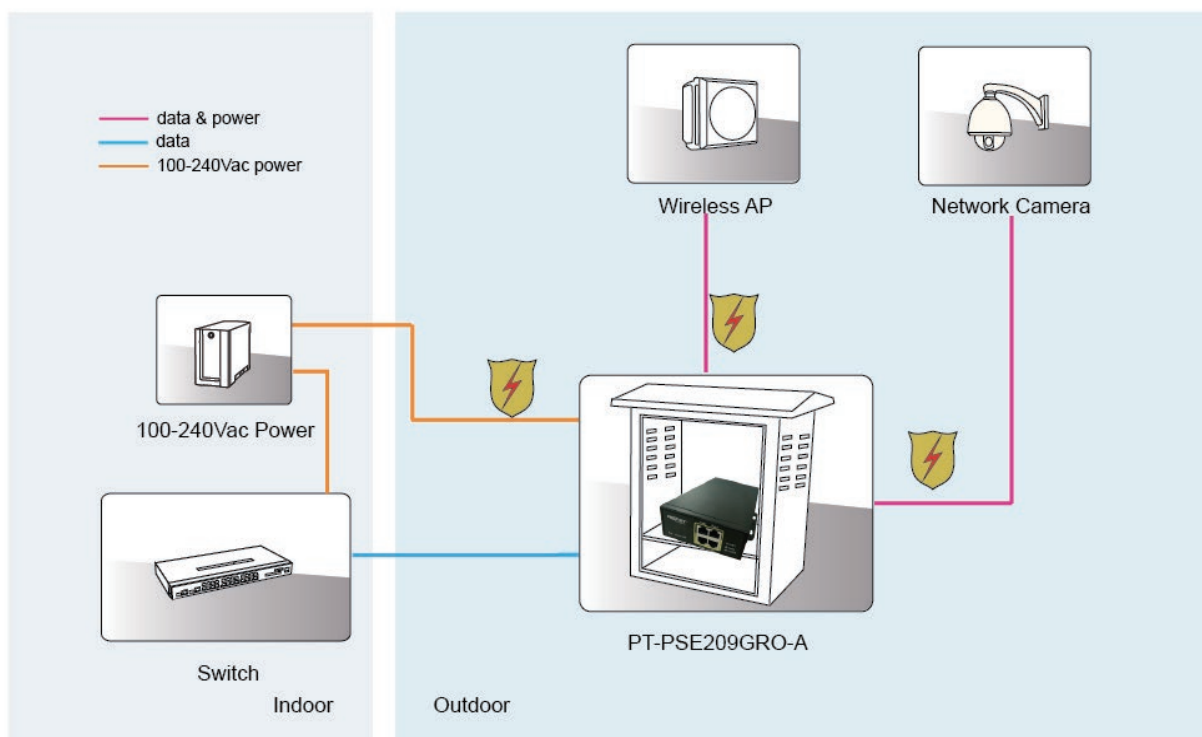 data & power
data
100-240Vac power
Wireless AP
Network Camera
100-240Vac Power
PT-PSE209GRO-A
Switch
Indoor
Outdoor